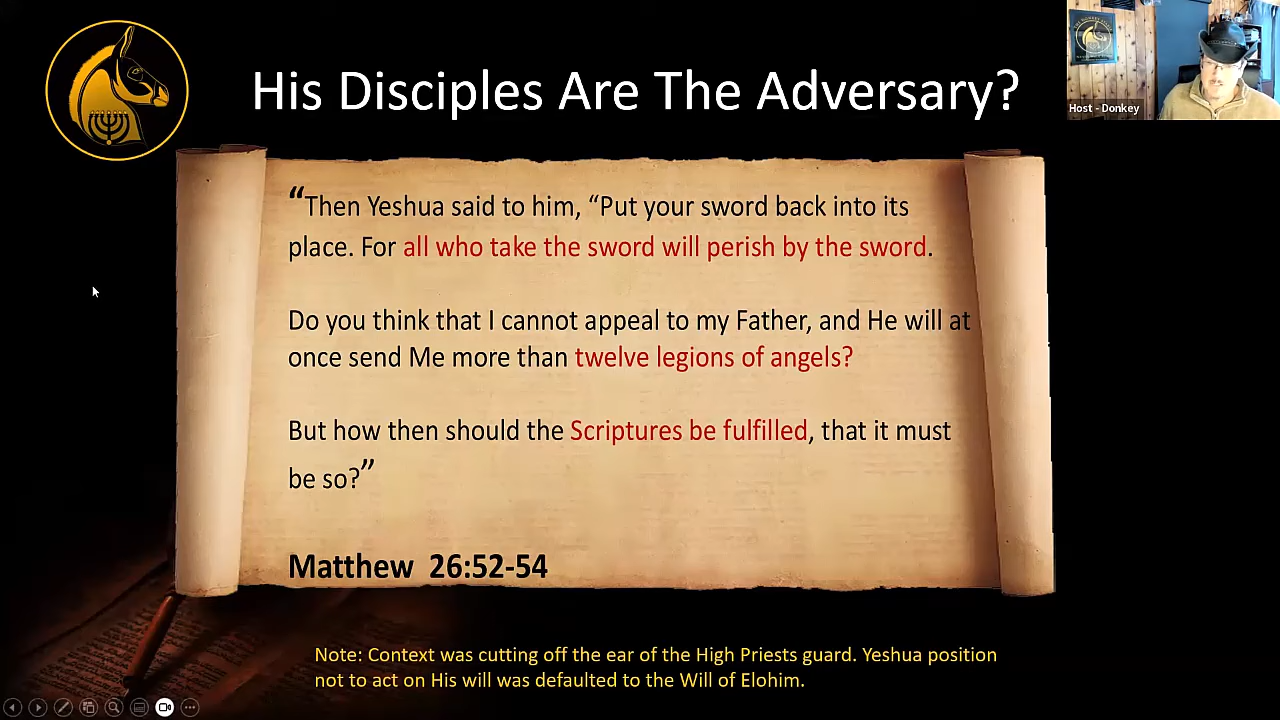 His Disciples Are The Adversary?
Host - Donkey
“Then Yeshua said to him, “Put your sword back into its
place. For all who take the sword will perish by the sword.
Do you think that I cannot appeal to my Father, and He will at
once send Me more than twelve legions of angels?
But how then should the Scriptures be fulfilled, that it must
be so?”
Matthew 26:52-54
Note: Context was cutting off the ear of the High Priests guard. Yeshua position
not to act on His will was defaulted to the Will of Elohim.